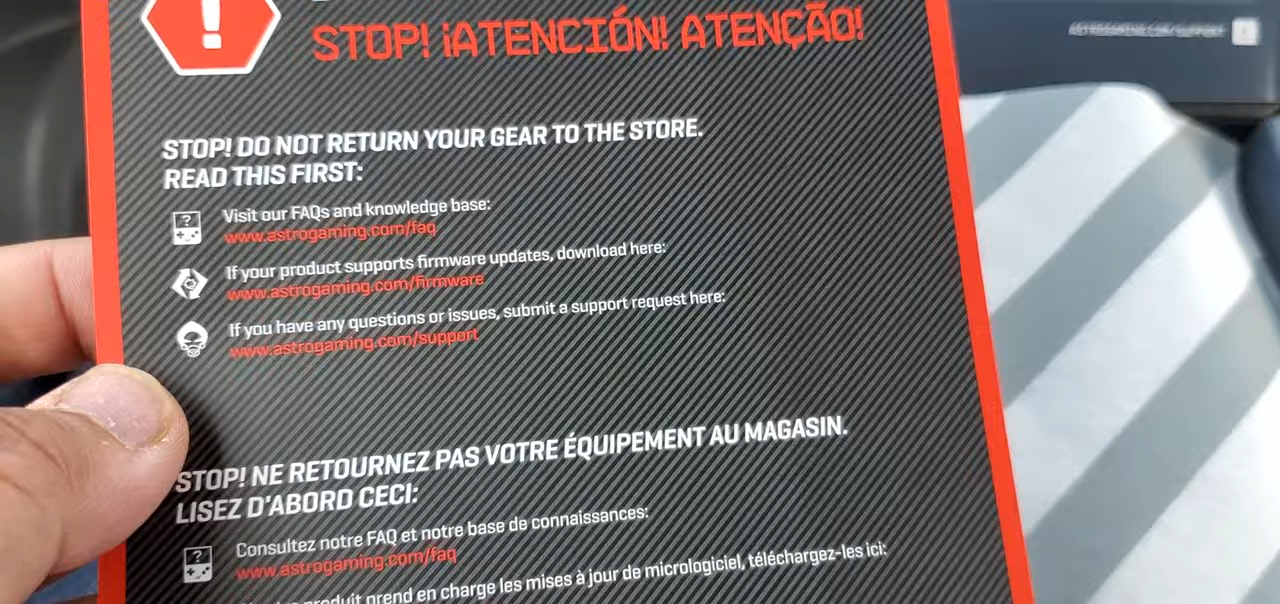 !
STOP! ¡ATENCIÓN! ATENÇÃO!
STOP! DO NOT RETURN YOUR GEAR TO THE STORE.
READ THIS FIRST:
?
Visit our FAQs and knowledge base:
www.astrogaming.com/faq
If your product supports firmware updates, download here:
www.astrogaming.com/firmware
If you have any questions or issues, submit a support request here:
www.astrogaming.com/support
STOP! NE RETOURNEZ PAS VOTRE ÉQUIPEMENT AU MAGASIN.
LISEZ D'ABORD CECI:
?
Consultez notre FAQ et notre base de connaissances:
www.astrogaming.com/faq
produit prend en charge les mises à jour de micrologiciel, téléchargez-les ici: